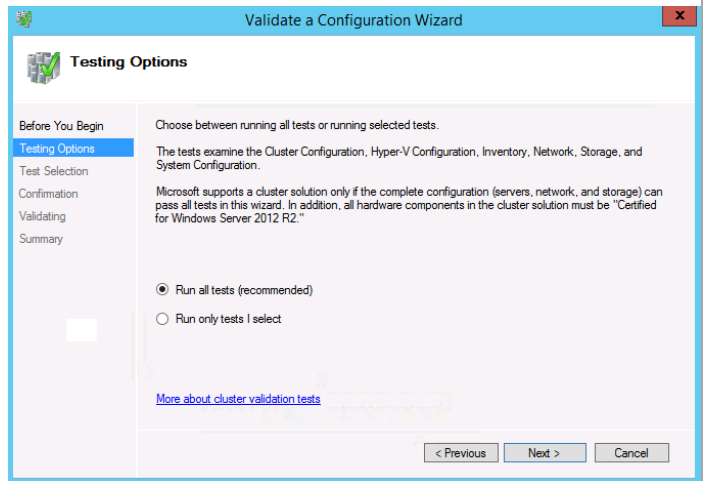 Validate a Configuration Wizard
x
Testing Options
Before You Begin
Testing Options
Test Selection
Confirmation
Validating
Summary
Choose between running all tests or running selected tests.
The tests examine the Cluster Configuration, Hyper-V Configuration, Inventory, Network, Storage, and
System Configuration.
Microsoft supports a cluster solution only if the complete configuration (servers, network, and storage) can
pass all tests in this wizard. In addition, all hardware components in the cluster solution must be "Certified
for Windows Server 2012 R2."
Run all tests (recommended)
Run only tests I select
More about cluster validation tests
< Previous
Next >
Cancel